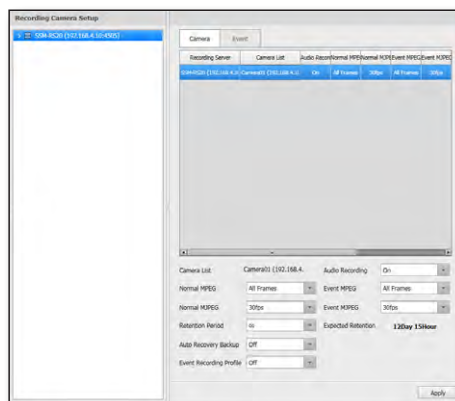 Recording Camera Setup
SSM-RS20 (192.168.4.10:4505)
Camera Event
Recording Server Camera List Audio Recor Normal MPE Normal MJPE Event MPEG Event MJPEG
SSM-RS20 (192.168.4.1 Camera01 (192.168.4.1 On All Frames 30fps All Frames 30fps
Camera List Camera01 (192.168.4. Audio Recording On
Normal MPEG All Frames Event MPEG All Frames
Normal MJPEG 30fps Event MJPEG 30fps
Retention Period ∞ Expected Retention 12Day 15Hour
Auto Recovery Backup Off
Event Recording Profile Off
Apply